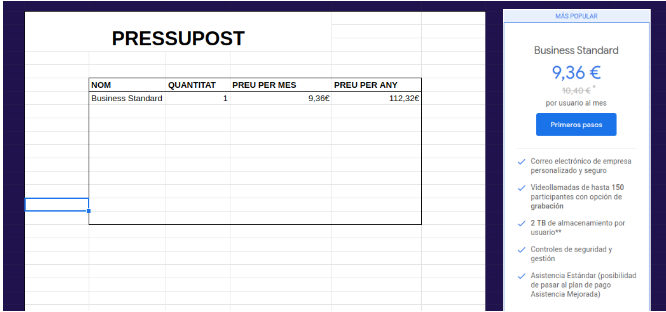 PRESSUPOST
NOM QUANTITAT PREU PER MES PREU PER ANY
Business Standard 1 9,36€ 112,32€
MÁS POPULAR
Business Standard
9,36 €
10,40 € *
por usuario al mes
Primeros pasos
Correo electrónico de empresa
personalizado y seguro
Videollamadas de hasta 150
participantes con opción de
grabación
2 TB de almacenamiento por
usuario**
Controles de seguridad y
gestión
Asistencia Estándar (posibilidad
de pasar al plan de pago
Asistencia Mejorada)